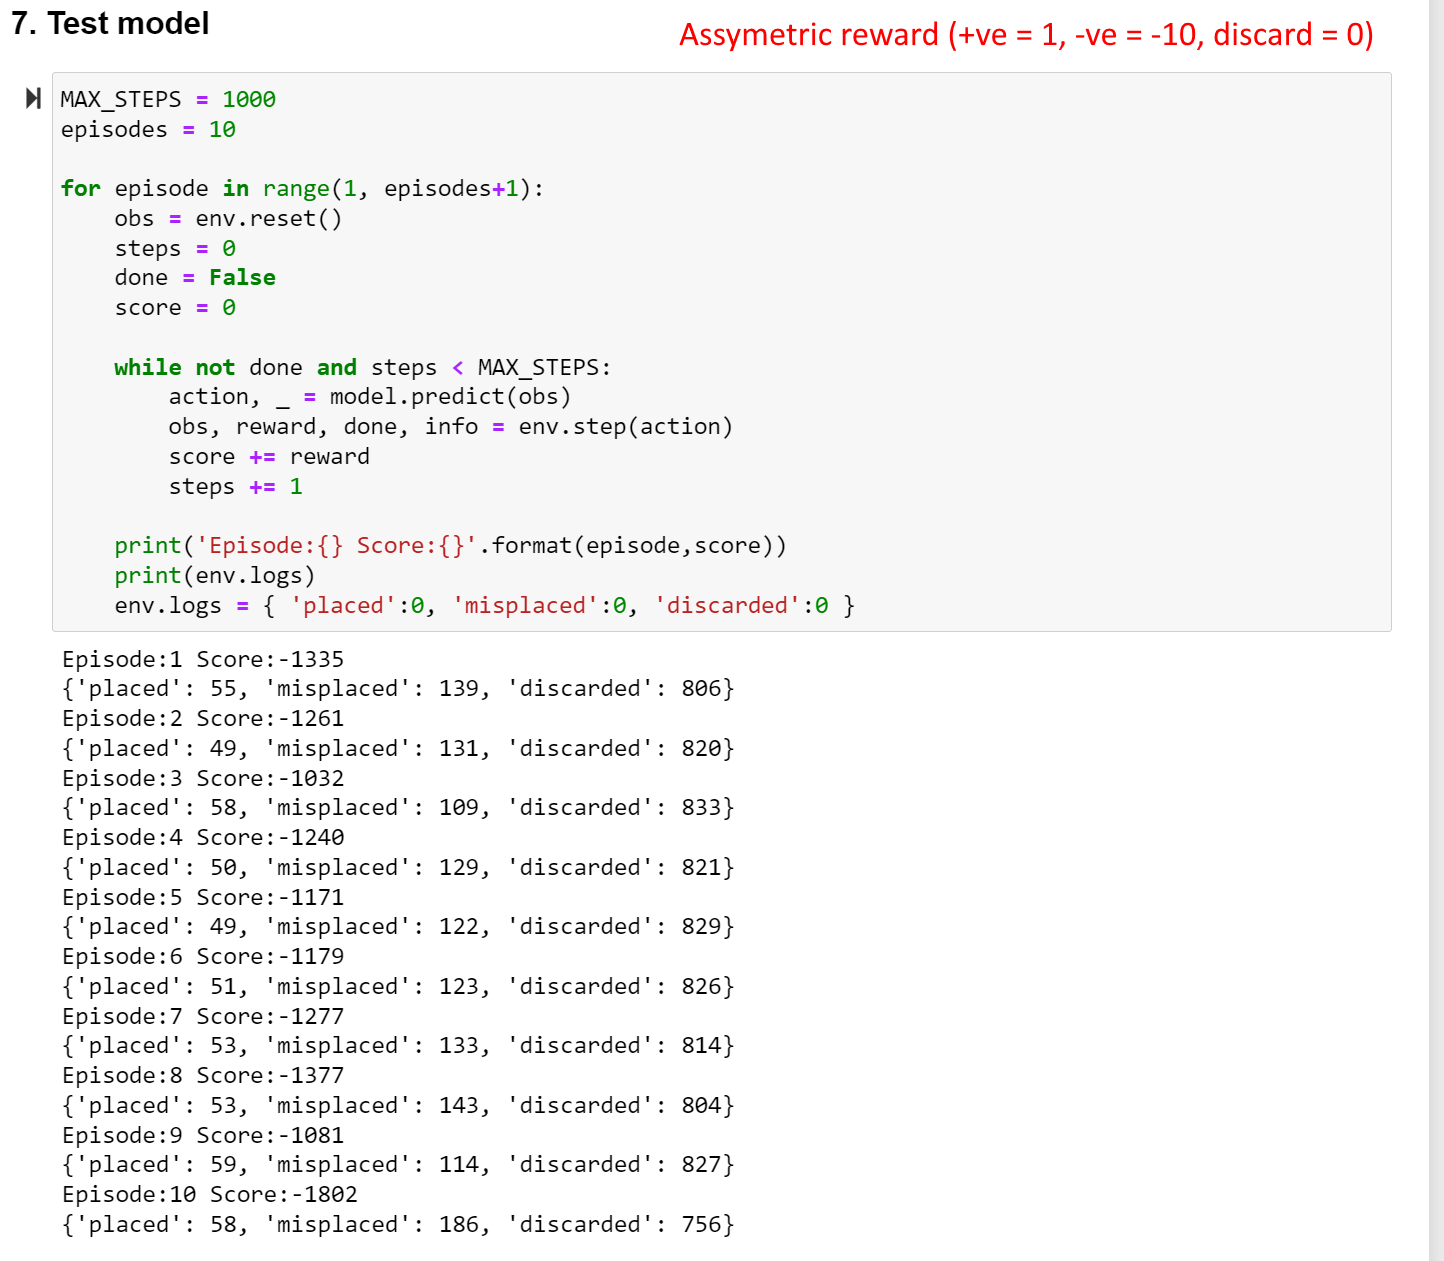 7. Test model
Assymetric reward (+ve = 1, -ve = -10, discard = 0)
MAX_STEPS = 1000
episodes = 10
for episode in range(1, episodes+1):
    obs = env.reset()
    steps = 0
    done = False
    score = 0
    while not done and steps < MAX_STEPS:
        action, _ = model.predict(obs)
        obs, reward, done, info = env.step(action)
        score += reward
        steps += 1
    print('Episode:{} Score:{}'.format(episode,score))
    print(env.logs)
    env.logs = { 'placed':0, 'misplaced':0, 'discarded':0 }
Episode:1 Score:-1335
{'placed': 55, 'misplaced': 139, 'discarded': 806}
Episode:2 Score:-1261
{'placed': 49, 'misplaced': 131, 'discarded': 820}
Episode:3 Score:-1032
{'placed': 58, 'misplaced': 109, 'discarded': 833}
Episode:4 Score:-1240
{'placed': 50, 'misplaced': 129, 'discarded': 821}
Episode:5 Score:-1171
{'placed': 49, 'misplaced': 122, 'discarded': 829}
Episode:6 Score:-1179
{'placed': 51, 'misplaced': 123, 'discarded': 826}
Episode:7 Score:-1277
{'placed': 53, 'misplaced': 133, 'discarded': 814}
Episode:8 Score:-1377
{'placed': 53, 'misplaced': 143, 'discarded': 804}
Episode:9 Score:-1081
{'placed': 59, 'misplaced': 114, 'discarded': 827}
Episode:10 Score:-1802
{'placed': 58, 'misplaced': 186, 'discarded': 756}